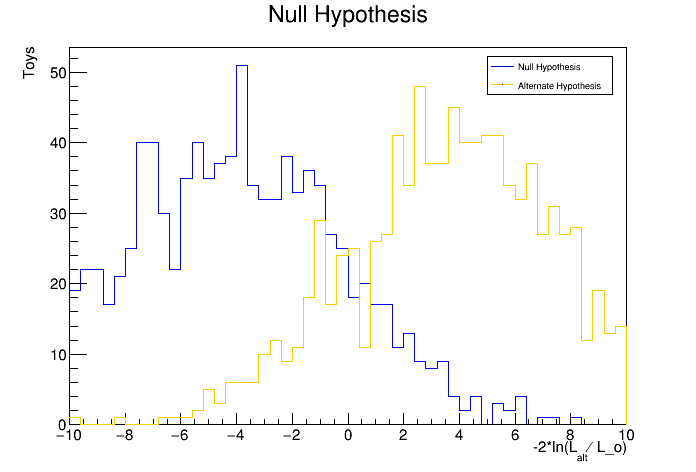 Null Hypothesis
Toys
Null Hypothesis
Alternate Hypothesis
50
40
30
20
10
0
−10 −8 −6 −4 −2 0 2 4 6 8 10
-2*ln(L_alt / L_o)